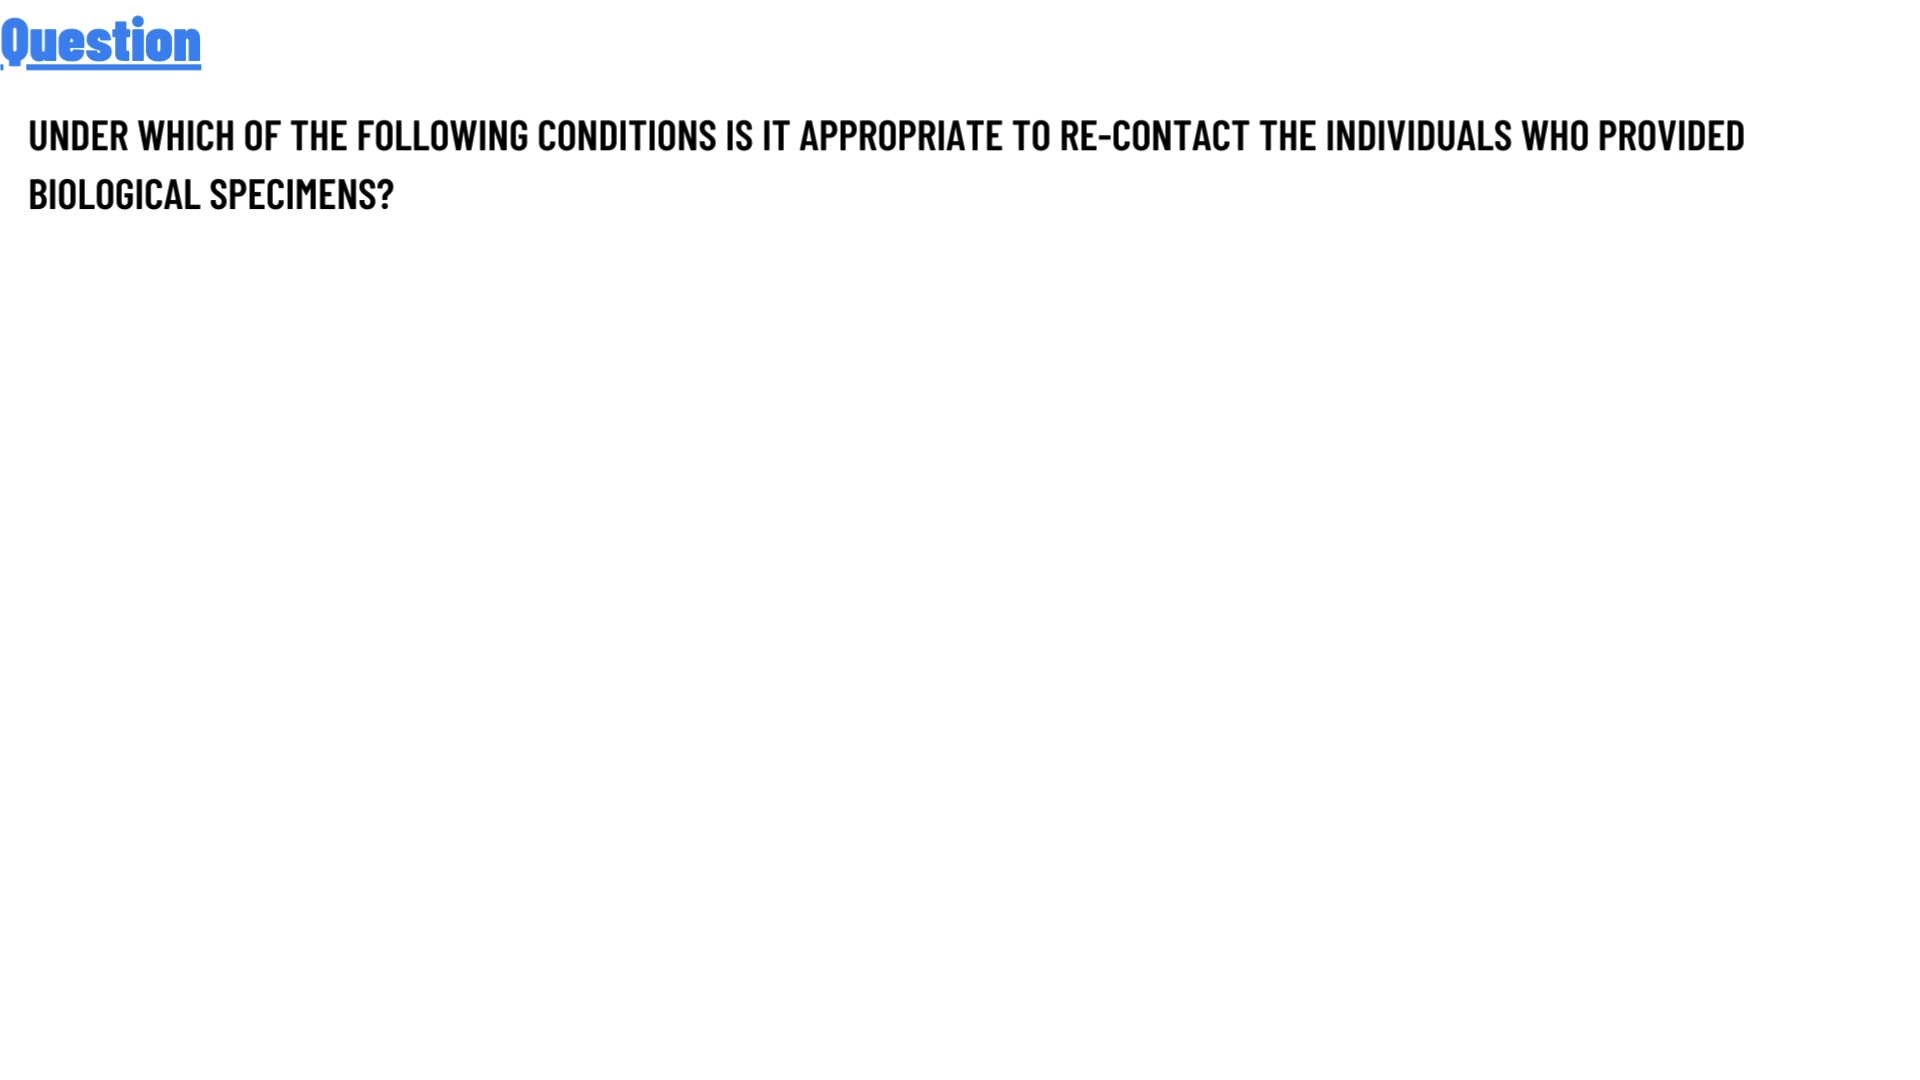 Question
UNDER WHICH OF THE FOLLOWING CONDITIONS IS IT APPROPRIATE TO RE-CONTACT THE INDIVIDUALS WHO PROVIDED
BIOLOGICAL SPECIMENS?